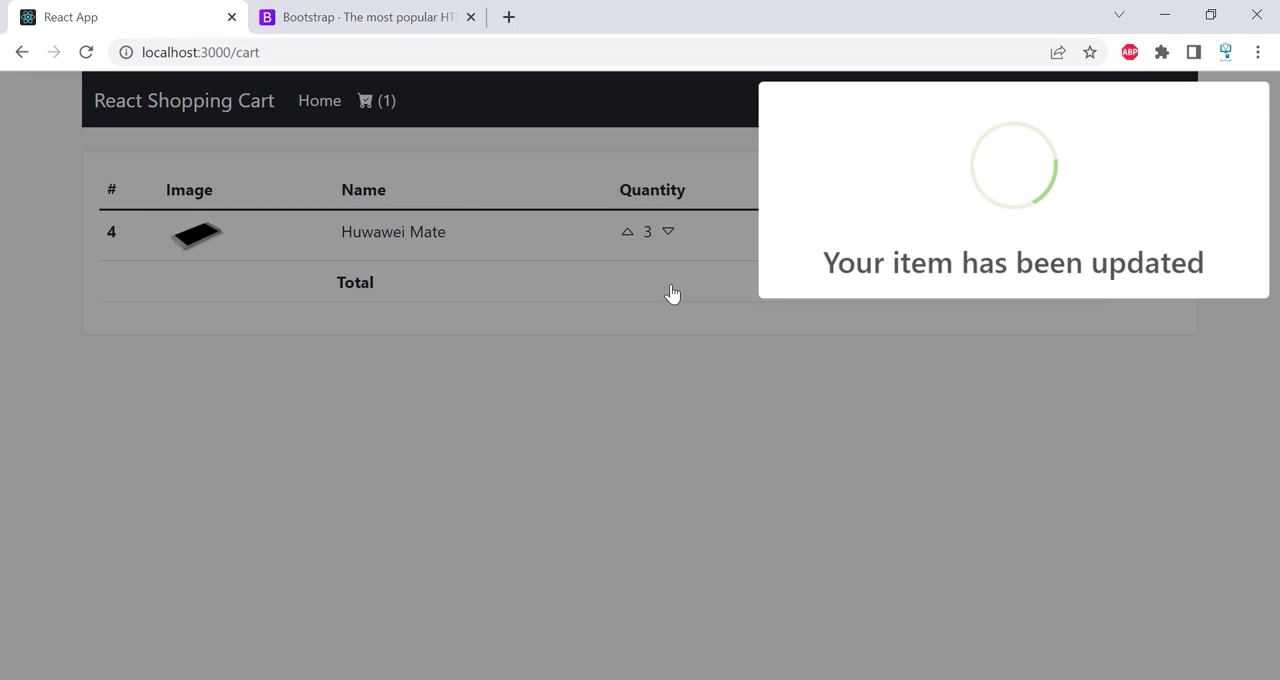 React App
Bootstrap · The most popular HT
localhost:3000/cart
ABP
React Shopping Cart
Home
(1)
# Image Name Quantity
4 Huwawei Mate 3
Total
Your item has been updated